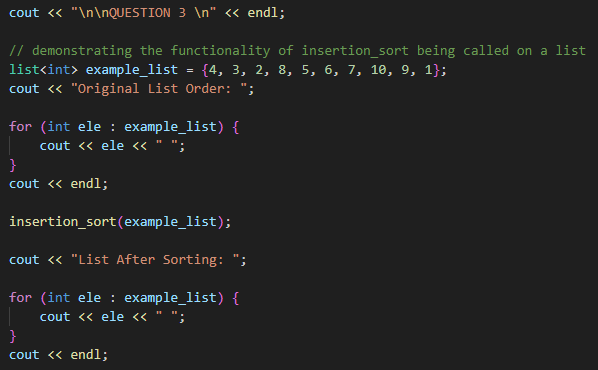 cout << "\n\nQUESTION 3 \n" << endl;
// demonstrating the functionality of insertion_sort being called on a list
list<int> example_list = {4, 3, 2, 8, 5, 6, 7, 10, 9, 1};
cout << "Original List Order: ";
for (int ele : example_list) {
    cout << ele << " ";
}
cout << endl;
insertion_sort(example_list);
cout << "List After Sorting: ";
for (int ele : example_list) {
    cout << ele << " ";
}
cout << endl;